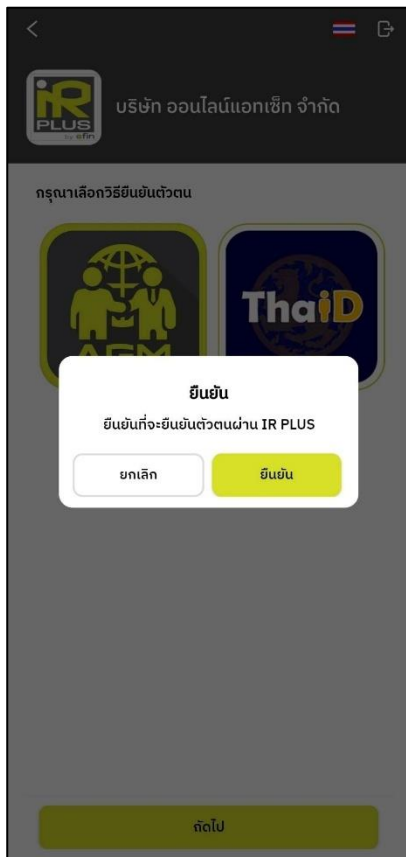 iR
PLUS
by efin
บริษัท ออนไลน์แอทเซ็ท จำกัด
กรุณาเลือกวิธียืนยันตัวตน
ThaiD
AGM
ยืนยัน
ยืนยันที่จะยืนยันตัวตนผ่าน IR PLUS
ยกเลิก
ยืนยัน
ถัดไป